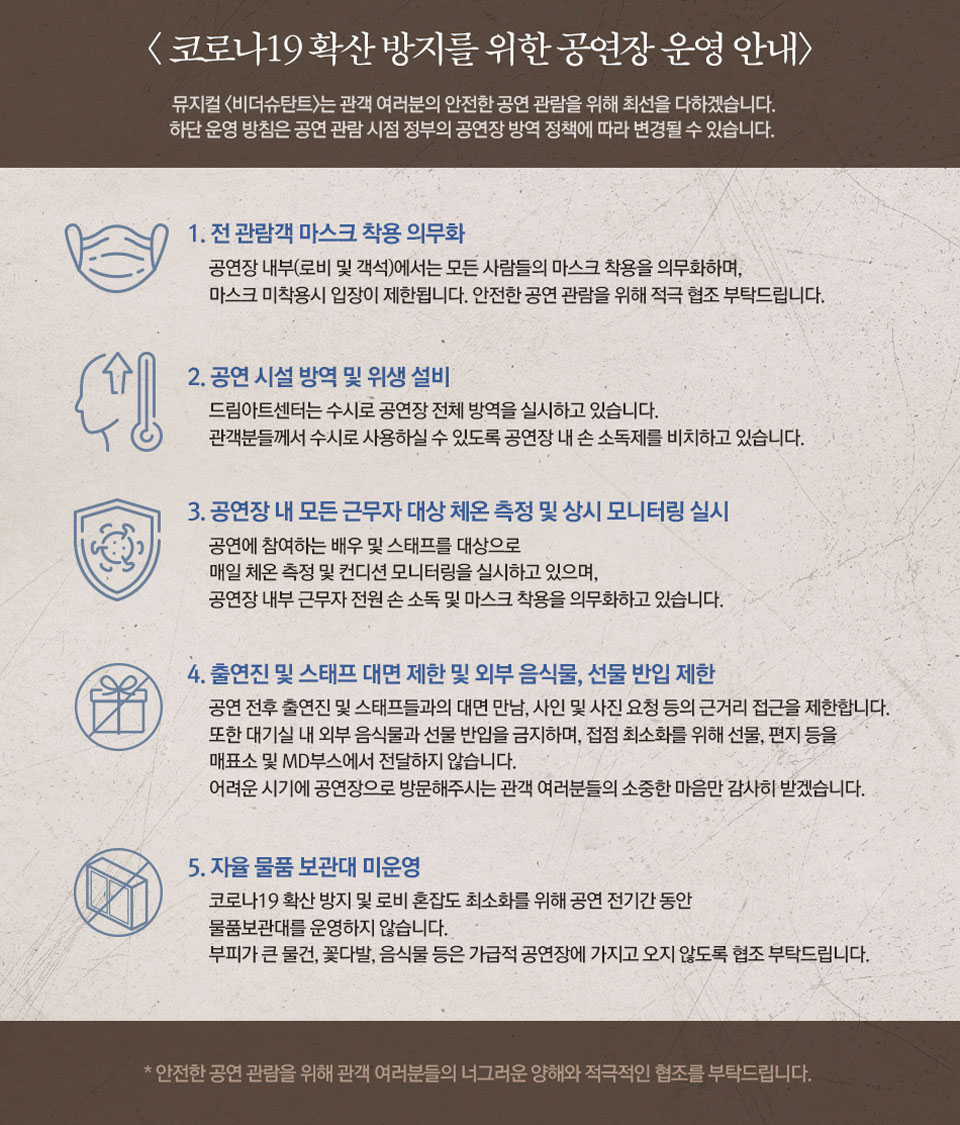 〈 코로나19 확산 방지를 위한 공연장 운영 안내〉
뮤지컬 〈비더슈탄트〉는 관객 여러분의 안전한 공연 관람을 위해 최선을 다하겠습니다.
하단 운영 방침은 공연 관람 시점 정부의 공연장 방역 정책에 따라 변경될 수 있습니다.
1. 전 관람객 마스크 착용 의무화
공연장 내부(로비 및 객석)에서는 모든 사람들의 마스크 착용을 의무화하며,
마스크 미착용시 입장이 제한됩니다. 안전한 공연 관람을 위해 적극 협조 부탁드립니다.
2. 공연 시설 방역 및 위생 설비
드림아트센터는 수시로 공연장 전체 방역을 실시하고 있습니다.
관객분들께서 수시로 사용하실 수 있도록 공연장 내 손 소독제를 비치하고 있습니다.
3. 공연장 내 모든 근무자 대상 체온 측정 및 상시 모니터링 실시
공연에 참여하는 배우 및 스태프를 대상으로
매일 체온 측정 및 컨디션 모니터링을 실시하고 있으며,
공연장 내부 근무자 전원 손 소독 및 마스크 착용을 의무화하고 있습니다.
4. 출연진 및 스태프 대면 제한 및 외부 음식물, 선물 반입 제한
공연 전후 출연진 및 스태프들과의 대면 만남, 사인 및 사진 요청 등의 근거리 접근을 제한합니다.
또한 대기실 내 외부 음식물과 선물 반입을 금지하며, 접점 최소화를 위해 선물, 편지 등을
매표소 및 MD부스에서 전달하지 않습니다.
어려운 시기에 공연장으로 방문해주시는 관객 여러분들의 소중한 마음만 감사히 받겠습니다.
5. 자율 물품 보관대 미운영
코로나19 확산 방지 및 로비 혼잡도 최소화를 위해 공연 전기간 동안
물품보관대를 운영하지 않습니다.
부피가 큰 물건, 꽃다발, 음식물 등은 가급적 공연장에 가지고 오지 않도록 협조 부탁드립니다.
* 안전한 공연 관람을 위해 관객 여러분들의 너그러운 양해와 적극적인 협조를 부탁드립니다.